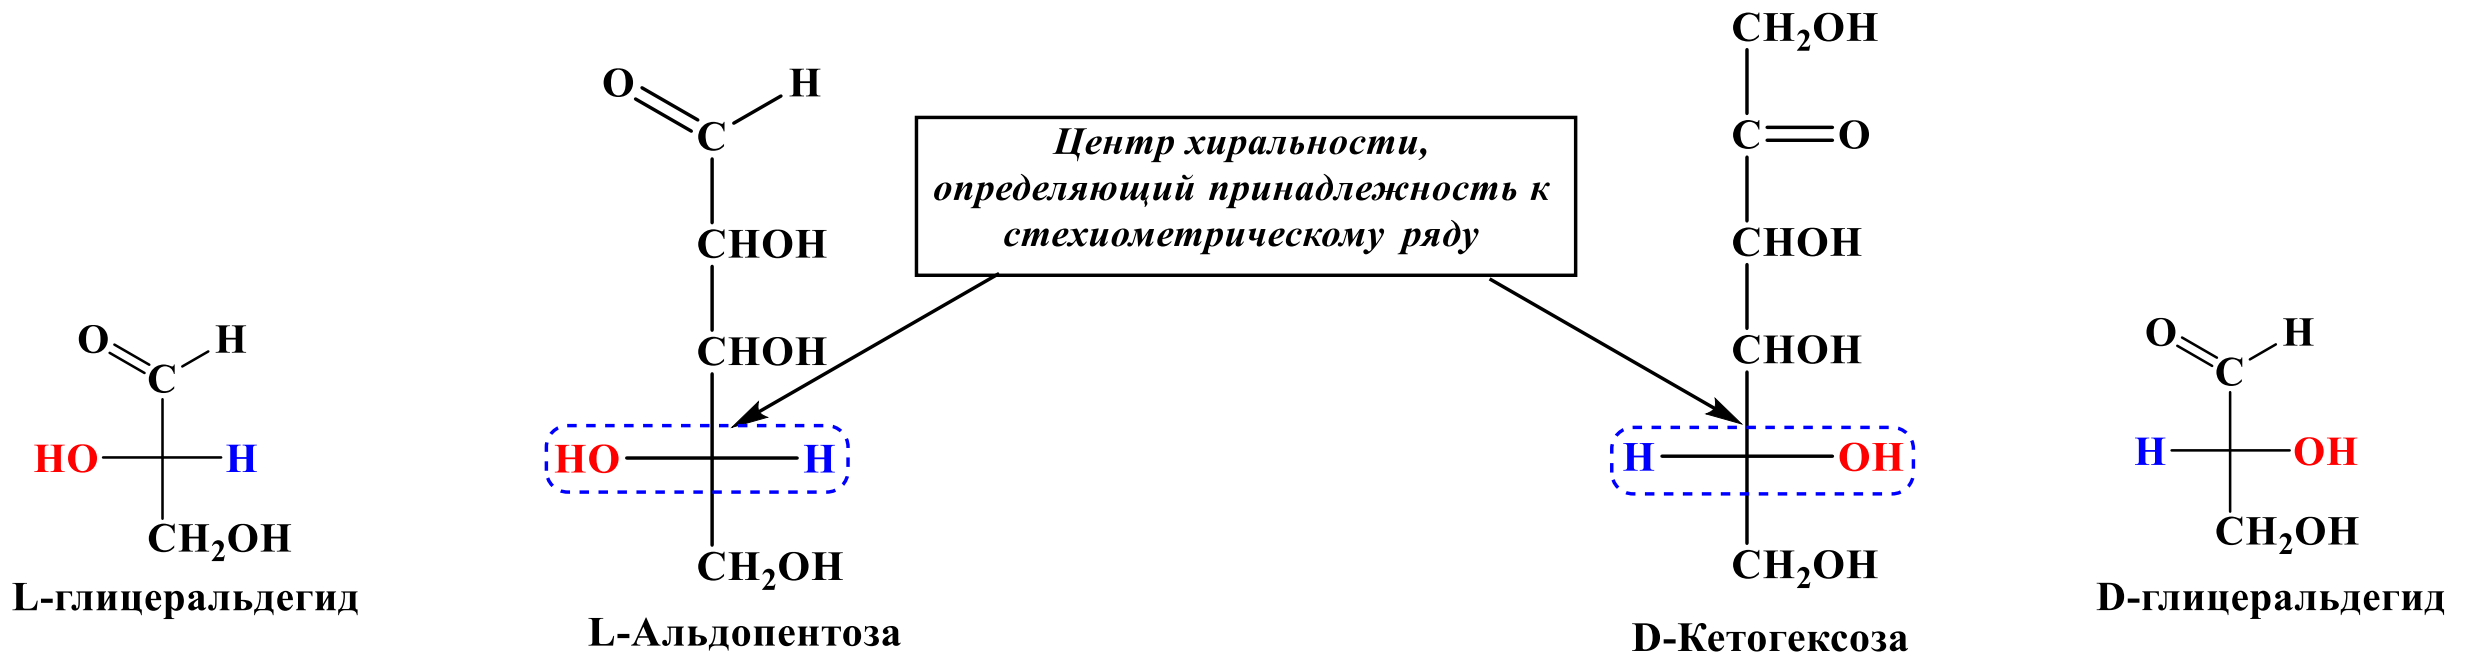 O H
C
HO H
CH₂OH
L-глицеральдегид
O H
C
CHOH
CHOH
HO H
CH₂OH
L-Альдопентоза
Центр хиральности,
определяющий принадлежность к
стехиометрическому ряду
CH₂OH
C O
CHOH
CHOH
H OH
CH₂OH
D-Кетогексоза
O H
C
H OH
CH₂OH
D-глицеральдегид